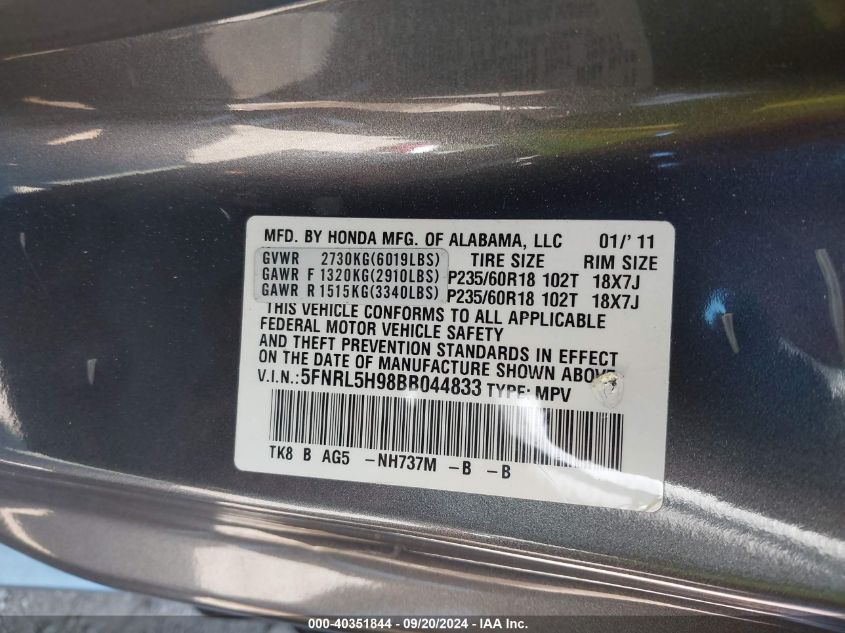 MFD. BY HONDA MFG. OF ALABAMA, LLC 01/'11
GVWR 2730KG(6019LBS) TIRE SIZE RIM SIZE
GAWR F 1320KG(2910LBS) P235/60R18 102T 18X7J
GAWR R 1515KG(3340LBS) P235/60R18 102T 18X7J
THIS VEHICLE CONFORMS TO ALL APPLICABLE
FEDERAL MOTOR VEHICLE SAFETY
AND THEFT PREVENTION STANDARDS IN EFFECT
ON THE DATE OF MANUFACTURE SHOWN ABOVE
V.I.N.:5FNRL5H98BB044833 TYPE: MPV
TK8 B AG5 -NH737M -B -B
000-40351844 | 09/20/2024 | IAA Inc.